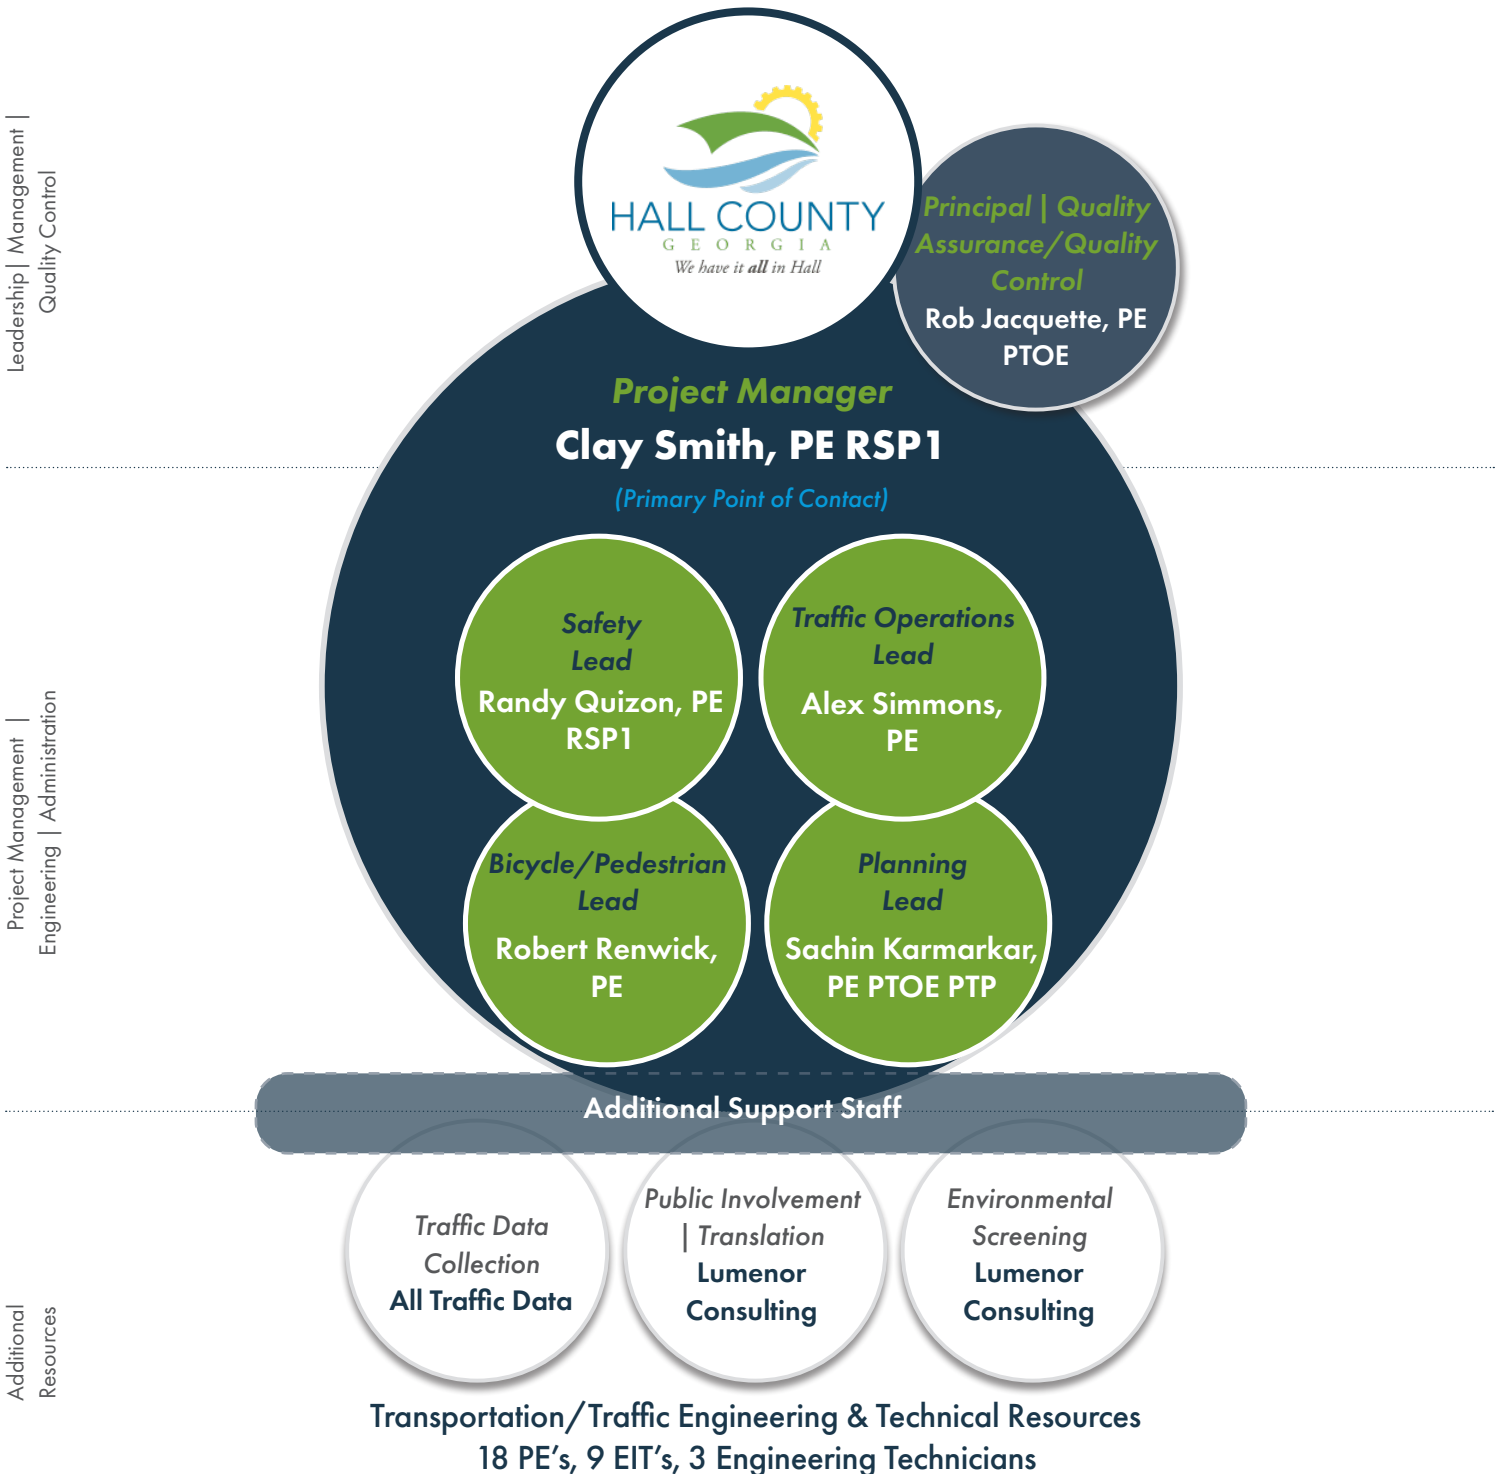 Leadership | Management |
Quality Control
HALL COUNTY
GEORGIA
We have it all in Hall
Principal | Quality
Assurance/Quality
Control
Rob Jacquette, PE
PTOE
Project Manager
Clay Smith, PE RSP1
(Primary Point of Contact)
Project Management |
Engineering | Administration
Safety
Lead
Randy Quizon, PE
RSP1
Traffic Operations
Lead
Alex Simmons,
PE
Bicycle/Pedestrian
Lead
Robert Renwick,
PE
Planning
Lead
Sachin Karmarkar,
PE PTOE PTP
Additional Support Staff
Additional
Resources
Traffic Data
Collection
All Traffic Data
Public Involvement
| Translation
Lumenor
Consulting
Environmental
Screening
Lumenor
Consulting
Transportation/Traffic Engineering & Technical Resources
18 PE’s, 9 EIT’s, 3 Engineering Technicians